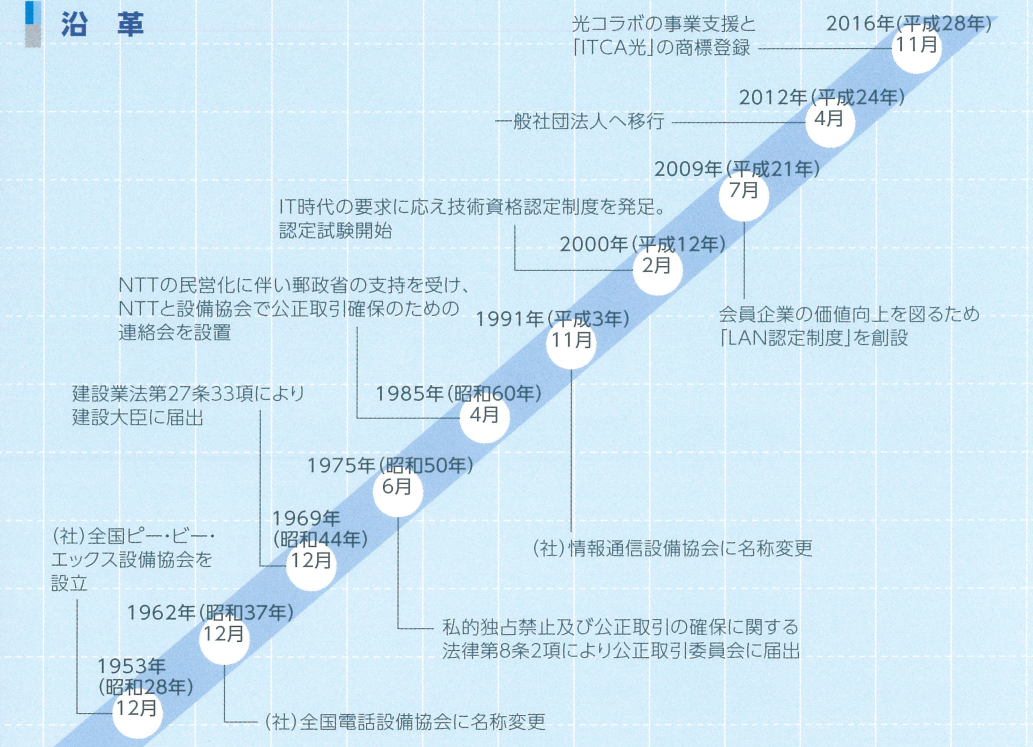 沿 革
光コラボの事業支援と
「ITCA光」の商標登録
2016年(平成28年)
11月
2012年(平成24年)
4月
一般社団法人へ移行
2009年(平成21年)
7月
会員企業の価値向上を図るため
「LAN認定制度」を創設
IT時代の要求に応え技術資格認定制度を発足。
認定試験開始
2000年(平成12年)
2月
NTTの民営化に伴い郵政省の支持を受け、
NTTと設備協会で公正取引確保のための
連絡会を設置
1991年(平成3年)
11月
(社)情報通信設備協会に名称変更
1985年(昭和60年)
4月
建設業法第27条33項により
建設大臣に届出
1975年(昭和50年)
6月
私的独占禁止及び公正取引の確保に関する
法律第8条2項により公正取引委員会に届出
1969年
(昭和44年)
12月
(社)全国ピー・ビー・
エックス設備協会を
設立
1962年(昭和37年)
12月
(社)全国電話設備協会に名称変更
1953年
(昭和28年)
12月